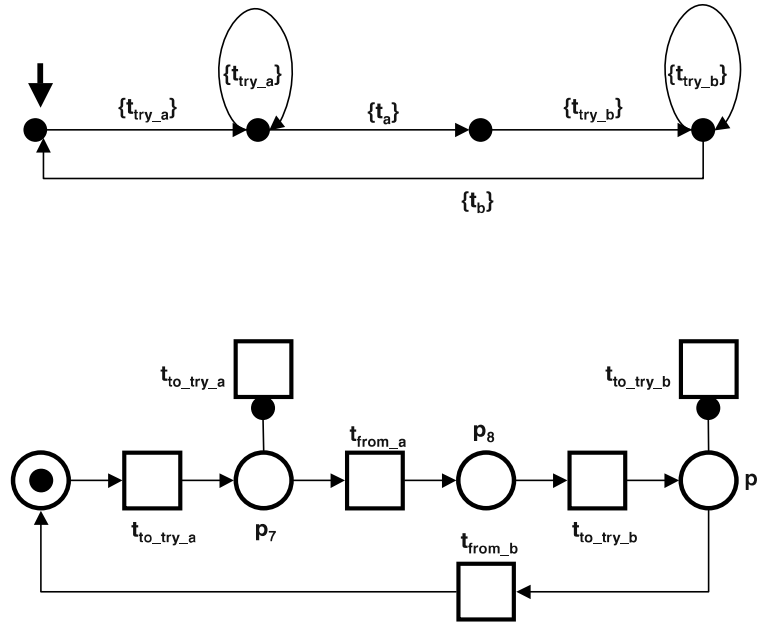 {t_try_a} {t_try_b}
{t_try_a} {t_a} {t_try_b}
{t_b}
t_to_try_a t_to_try_b
t_from_a p_8
p
t_to_try_a p_7 t_from_b t_to_try_b